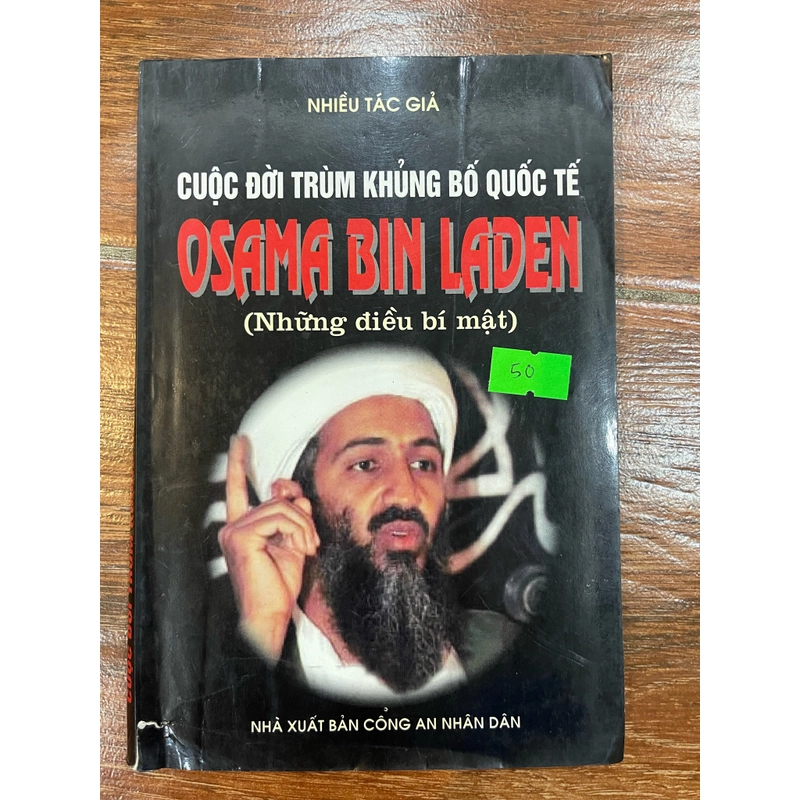 NHIỀU TÁC GIẢ
CUỘC ĐỜI TRÙM KHỦNG BỐ QUỐC TẾ
OSAMA BIN LADEN
(Những điều bí mật)
50
NHÀ XUẤT BẢN CÔNG AN NHÂN DÂN